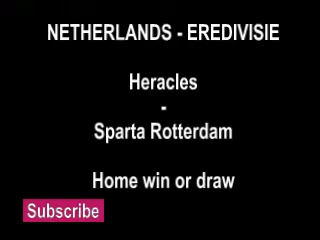 NETHERLANDS - EREDIVISIE
Heracles
-
Sparta Rotterdam
Home win or draw
Subscribe